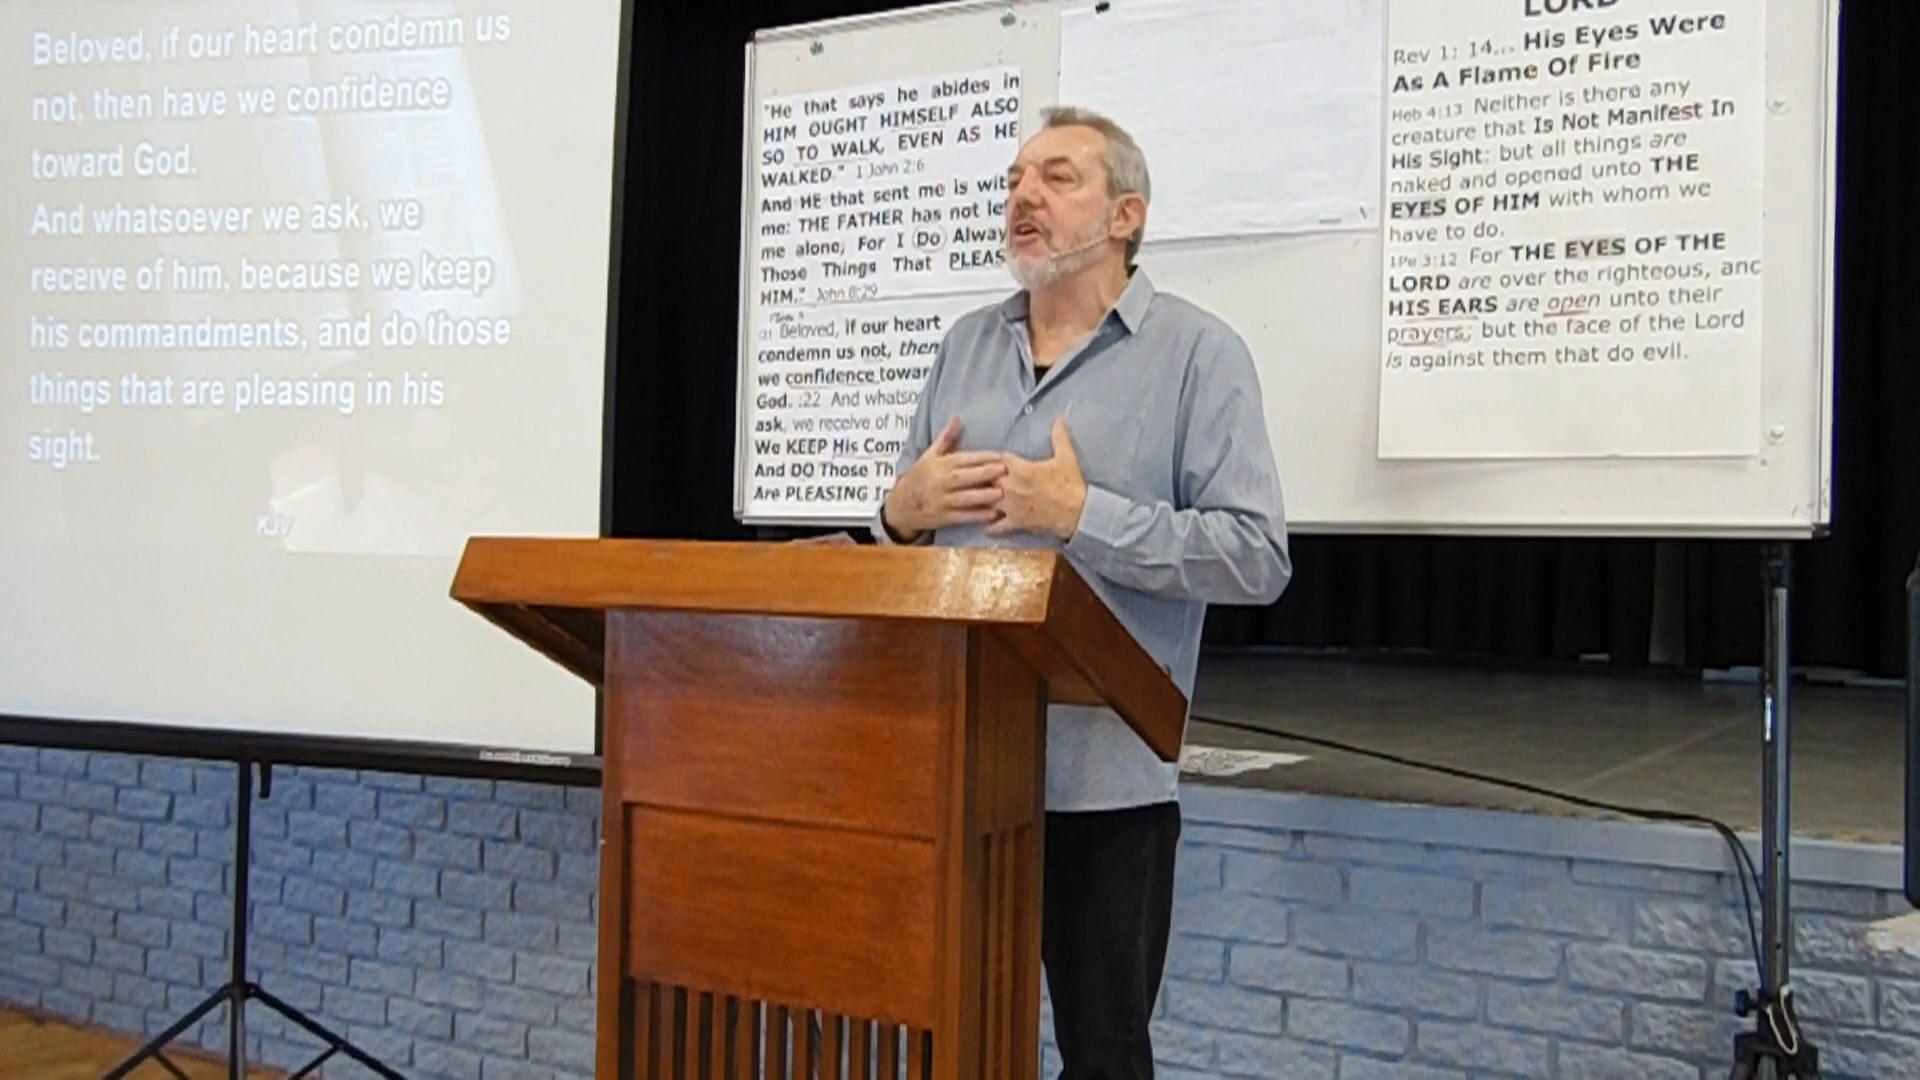 Beloved, if our heart condemn us
not, then have we confidence
toward God.
And whatsoever we ask, we
receive of him, because we keep
his commandments, and do those
things that are pleasing in his
sight.
KJV
"He that says he abides in
HIM OUGHT HIMSELF ALSO
SO TO WALK, EVEN AS HE
WALKED." 1 John 2:6
And HE that sent me is wit
me: THE FATHER has not le
me alone, For I Do Alway
Those Things That PLEAS
HIM." John 8:29
21 Beloved, if our heart
condemn us not, then
we confidence towar
God. :22 And whatso
ask, we receive of hi
We KEEP His Com
And DO Those Th
Are PLEASING In
LORD
Rev 1: 14... His Eyes Were
As A Flame Of Fire
Heb 4:13 Neither is there any
creature that Is Not Manifest In
His Sight: but all things are
naked and opened unto THE
EYES OF HIM with whom we
have to do.
1Pe 3:12 For THE EYES OF THE
LORD are over the righteous, and
HIS EARS are open unto their
prayers: but the face of the Lord
is against them that do evil.